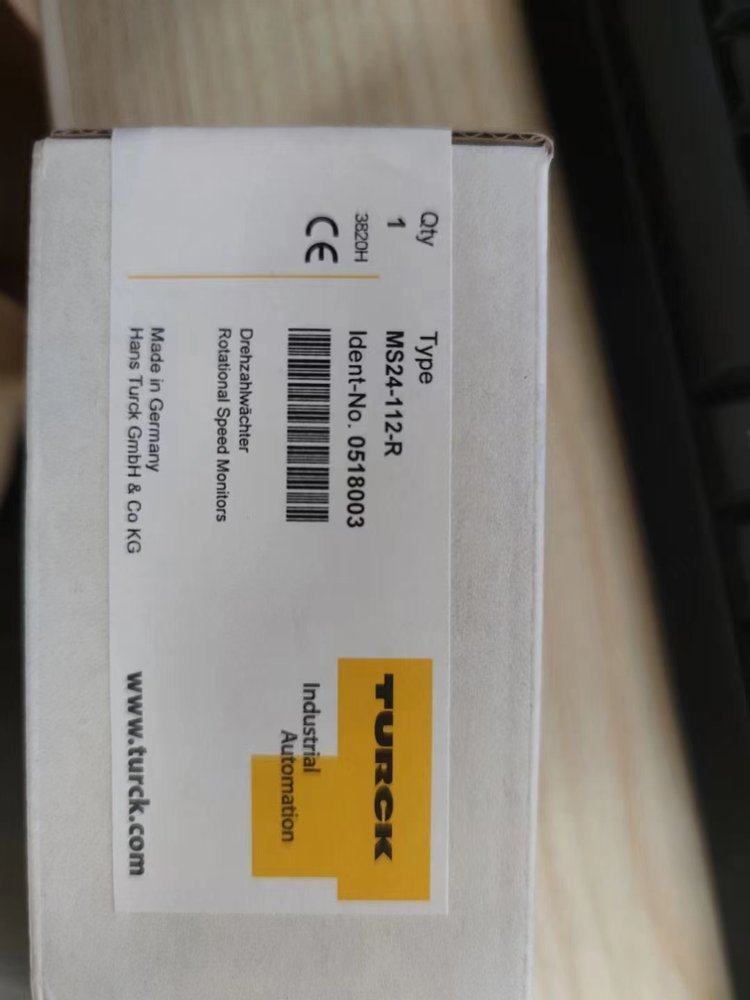 Qty
1
3820H
CE
Type
MS24-112-R
Ident-No. 0518003
Drehzahlwächter
Rotational Speed Monitors
Made in Germany
Hans Turck GmbH & Co KG
TURCK
Industrial
Automation
www.turck.com